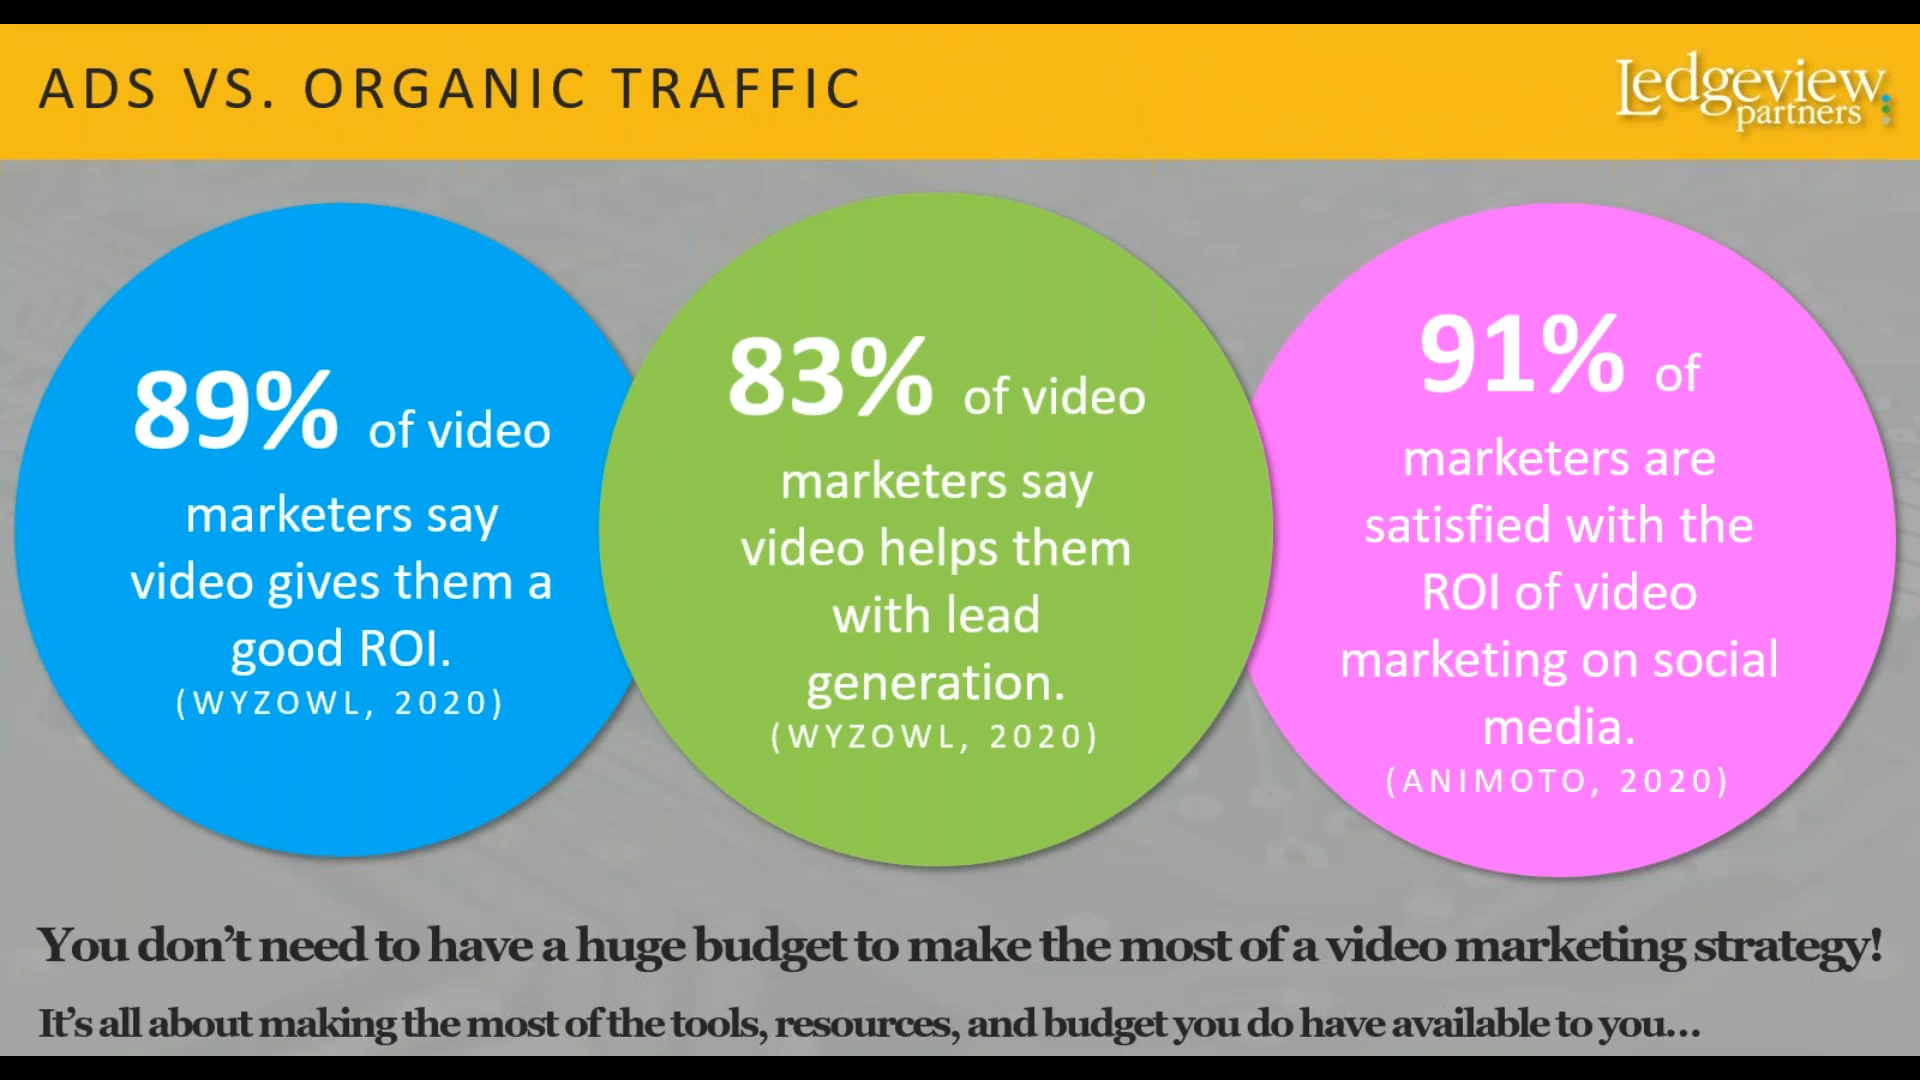 ADS VS. ORGANIC TRAFFIC
ledgeview
partners
89% of video
marketers say
video gives them a
good ROI.
(WYZOWL, 2020)
83% of video
marketers say
video helps them
with lead
generation.
(WYZOWL, 2020)
91% of
marketers are
satisfied with the
ROI of video
marketing on social
media.
(ANIMOTO, 2020)
You don’t need to have a huge budget to make the most of a video marketing strategy!
It’s all about making the most of the tools, resources, and budget you do have available to you...